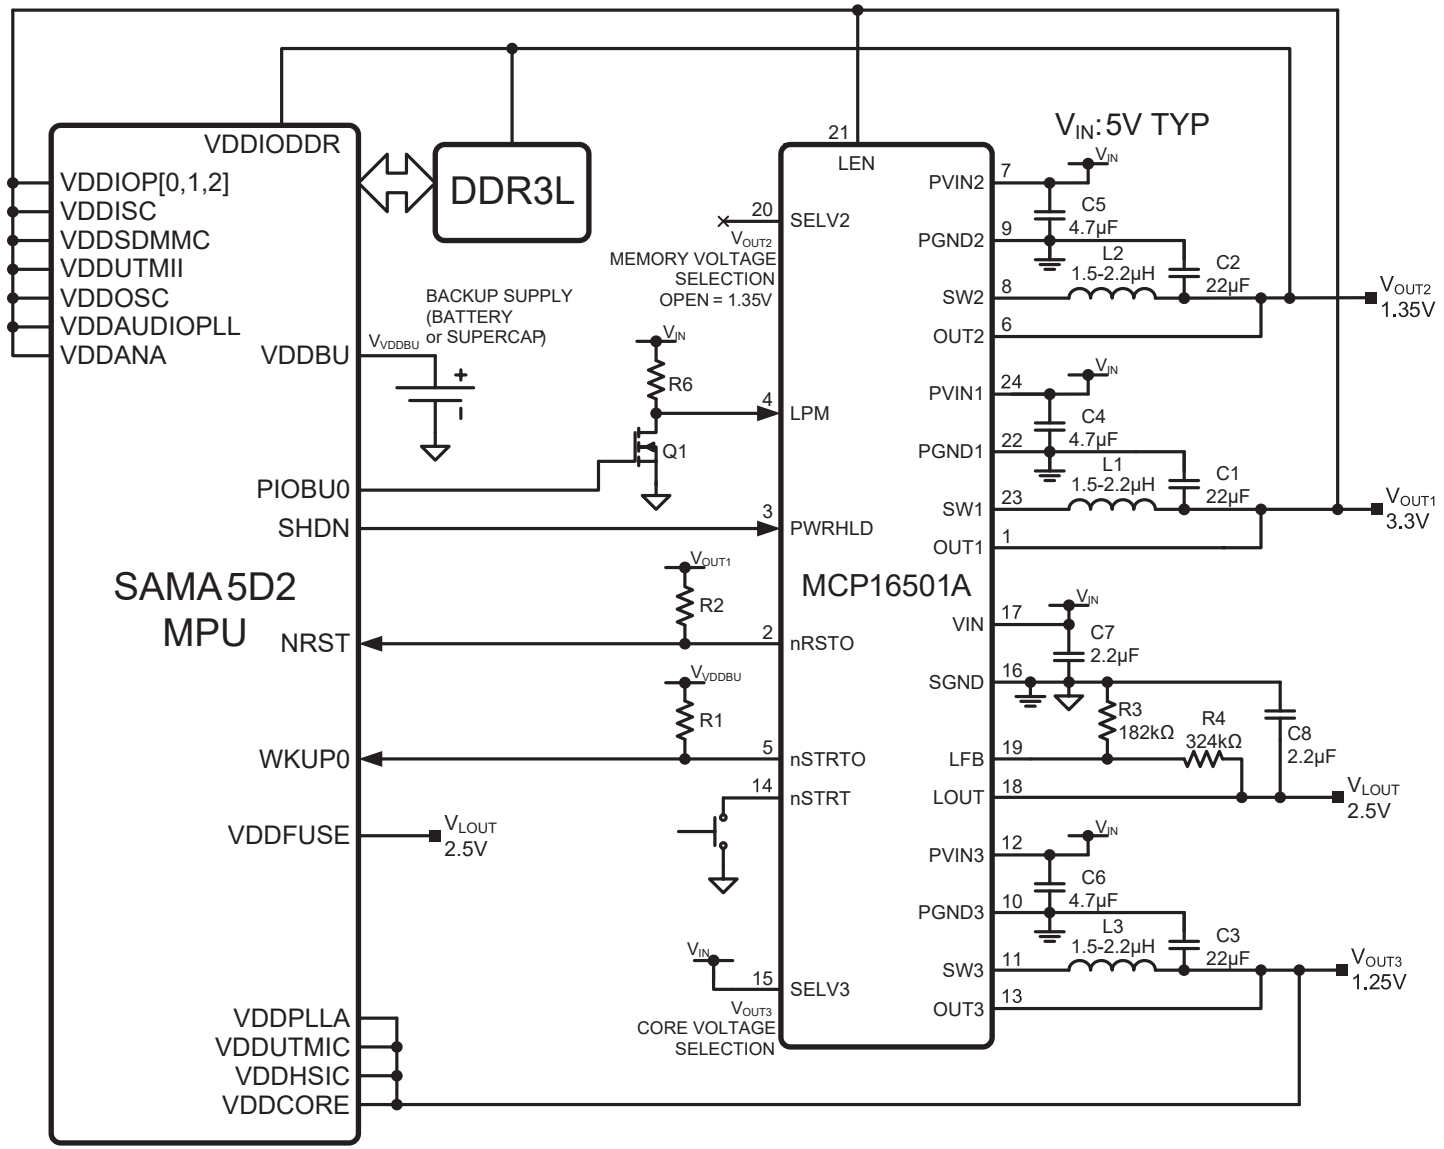 VDDIODDR
VDDIOP[0,1,2]
VDDISC
VDDSDMMC
VDDUTMII
VDDOSC
VDDAUDIOPLL
VDDANA
VDDBU
PIOBU0
SHDN
SAMA5D2
MPU
NRST
WKUP0
VDDFUSE
VDDPLLA
VDDUTMIC
VDDHSIC
VDDCORE
DDR3L
VVDDBU
BACKUP SUPPLY
(BATTERY
or SUPERCAP)
+
VLOUT
2.5V
20
VOUT2
MEMORY VOLTAGE
SELECTION
OPEN = 1.35V
VIN
R6
4
Q1
3
VOUT1
R2
2
VVDDBU
R1
5
14
VIN
15
VOUT3
CORE VOLTAGE
SELECTION
21
LEN
SELV2
LPM
PWRHLD
MCP16501A
nRSTO
nSTRTO
nSTRT
SELV3
PVIN2
PGND2
SW2
OUT2
PVIN1
PGND1
SW1
OUT1
VIN
SGND
LFB
LOUT
PVIN3
PGND3
SW3
OUT3
VIN: 5V TYP
7
VIN
C5
4.7µF
9
L2
1.5-2.2µH
C2
22µF
8
6
VOUT2
1.35V
24
VIN
C4
4.7µF
22
L1
1.5-2.2µH
C1
22µF
23
1
VOUT1
3.3V
17
VIN
C7
2.2µF
16
R3
182kΩ
R4
324kΩ
C8
2.2µF
19
18
VLOUT
2.5V
12
VIN
C6
4.7µF
10
L3
1.5-2.2µH
C3
22µF
11
13
VOUT3
1.25V